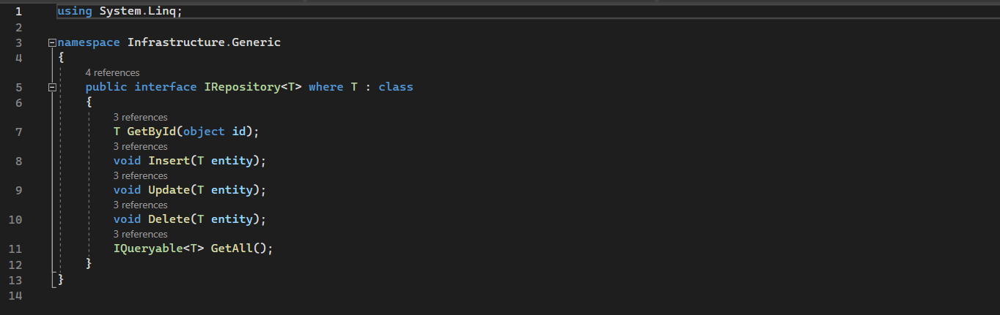 1 using System.Linq;
2
3 namespace Infrastructure.Generic
4 {
4 references
5 public interface IRepository<T> where T : class
6 {
3 references
7 T GetById(object id);
3 references
8 void Insert(T entity);
3 references
9 void Update(T entity);
3 references
10 void Delete(T entity);
3 references
11 IQueryable<T> GetAll();
12 }
13 }
14